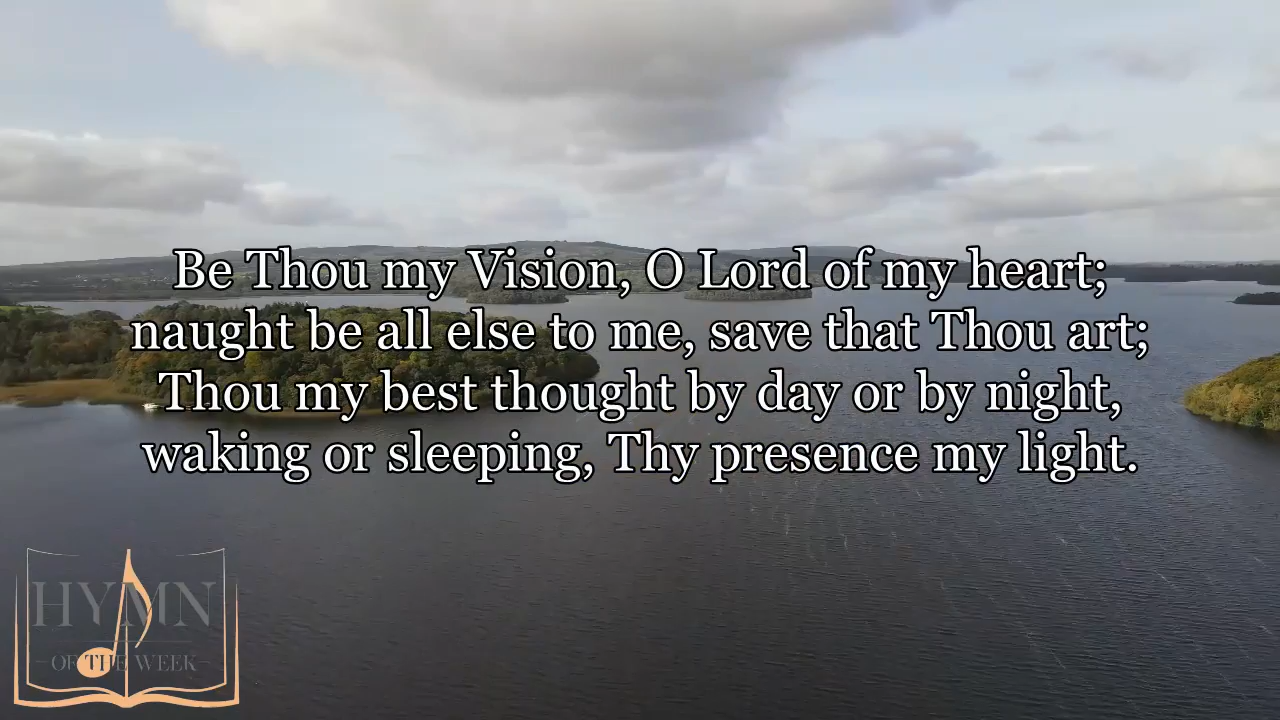 Be Thou my Vision, O Lord of my heart;
naught be all else to me, save that Thou art;
Thou my best thought by day or by night,
waking or sleeping, Thy presence my light.
HYMN
OF THE WEEK